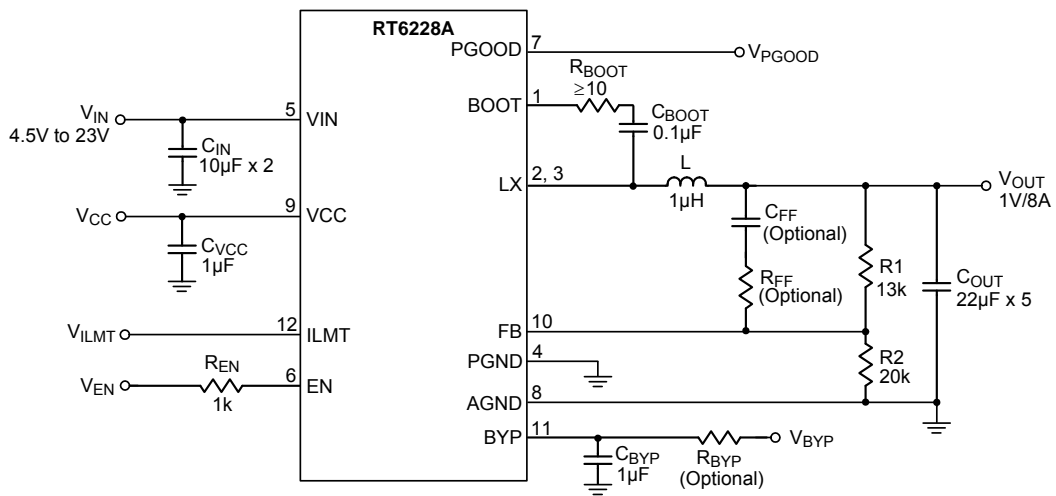 RT6228A
PGOOD
7
VPGOOD
RBOOT
≥10
BOOT
1
CBOOT
0.1µF
VIN
4.5V to 23V
5
VIN
CIN
10µF x 2
LX
2, 3
L
1µH
VOUT
1V/8A
VCC
9
VCC
CVCC
1µF
CFF
(Optional)
RFF
(Optional)
R1
13k
COUT
22µF x 5
VILMT
12
ILMT
FB
10
PGND
4
R2
20k
VEN
REN
1k
6
EN
AGND
8
BYP
11
CBYP
1µF
RBYP
(Optional)
VBYP